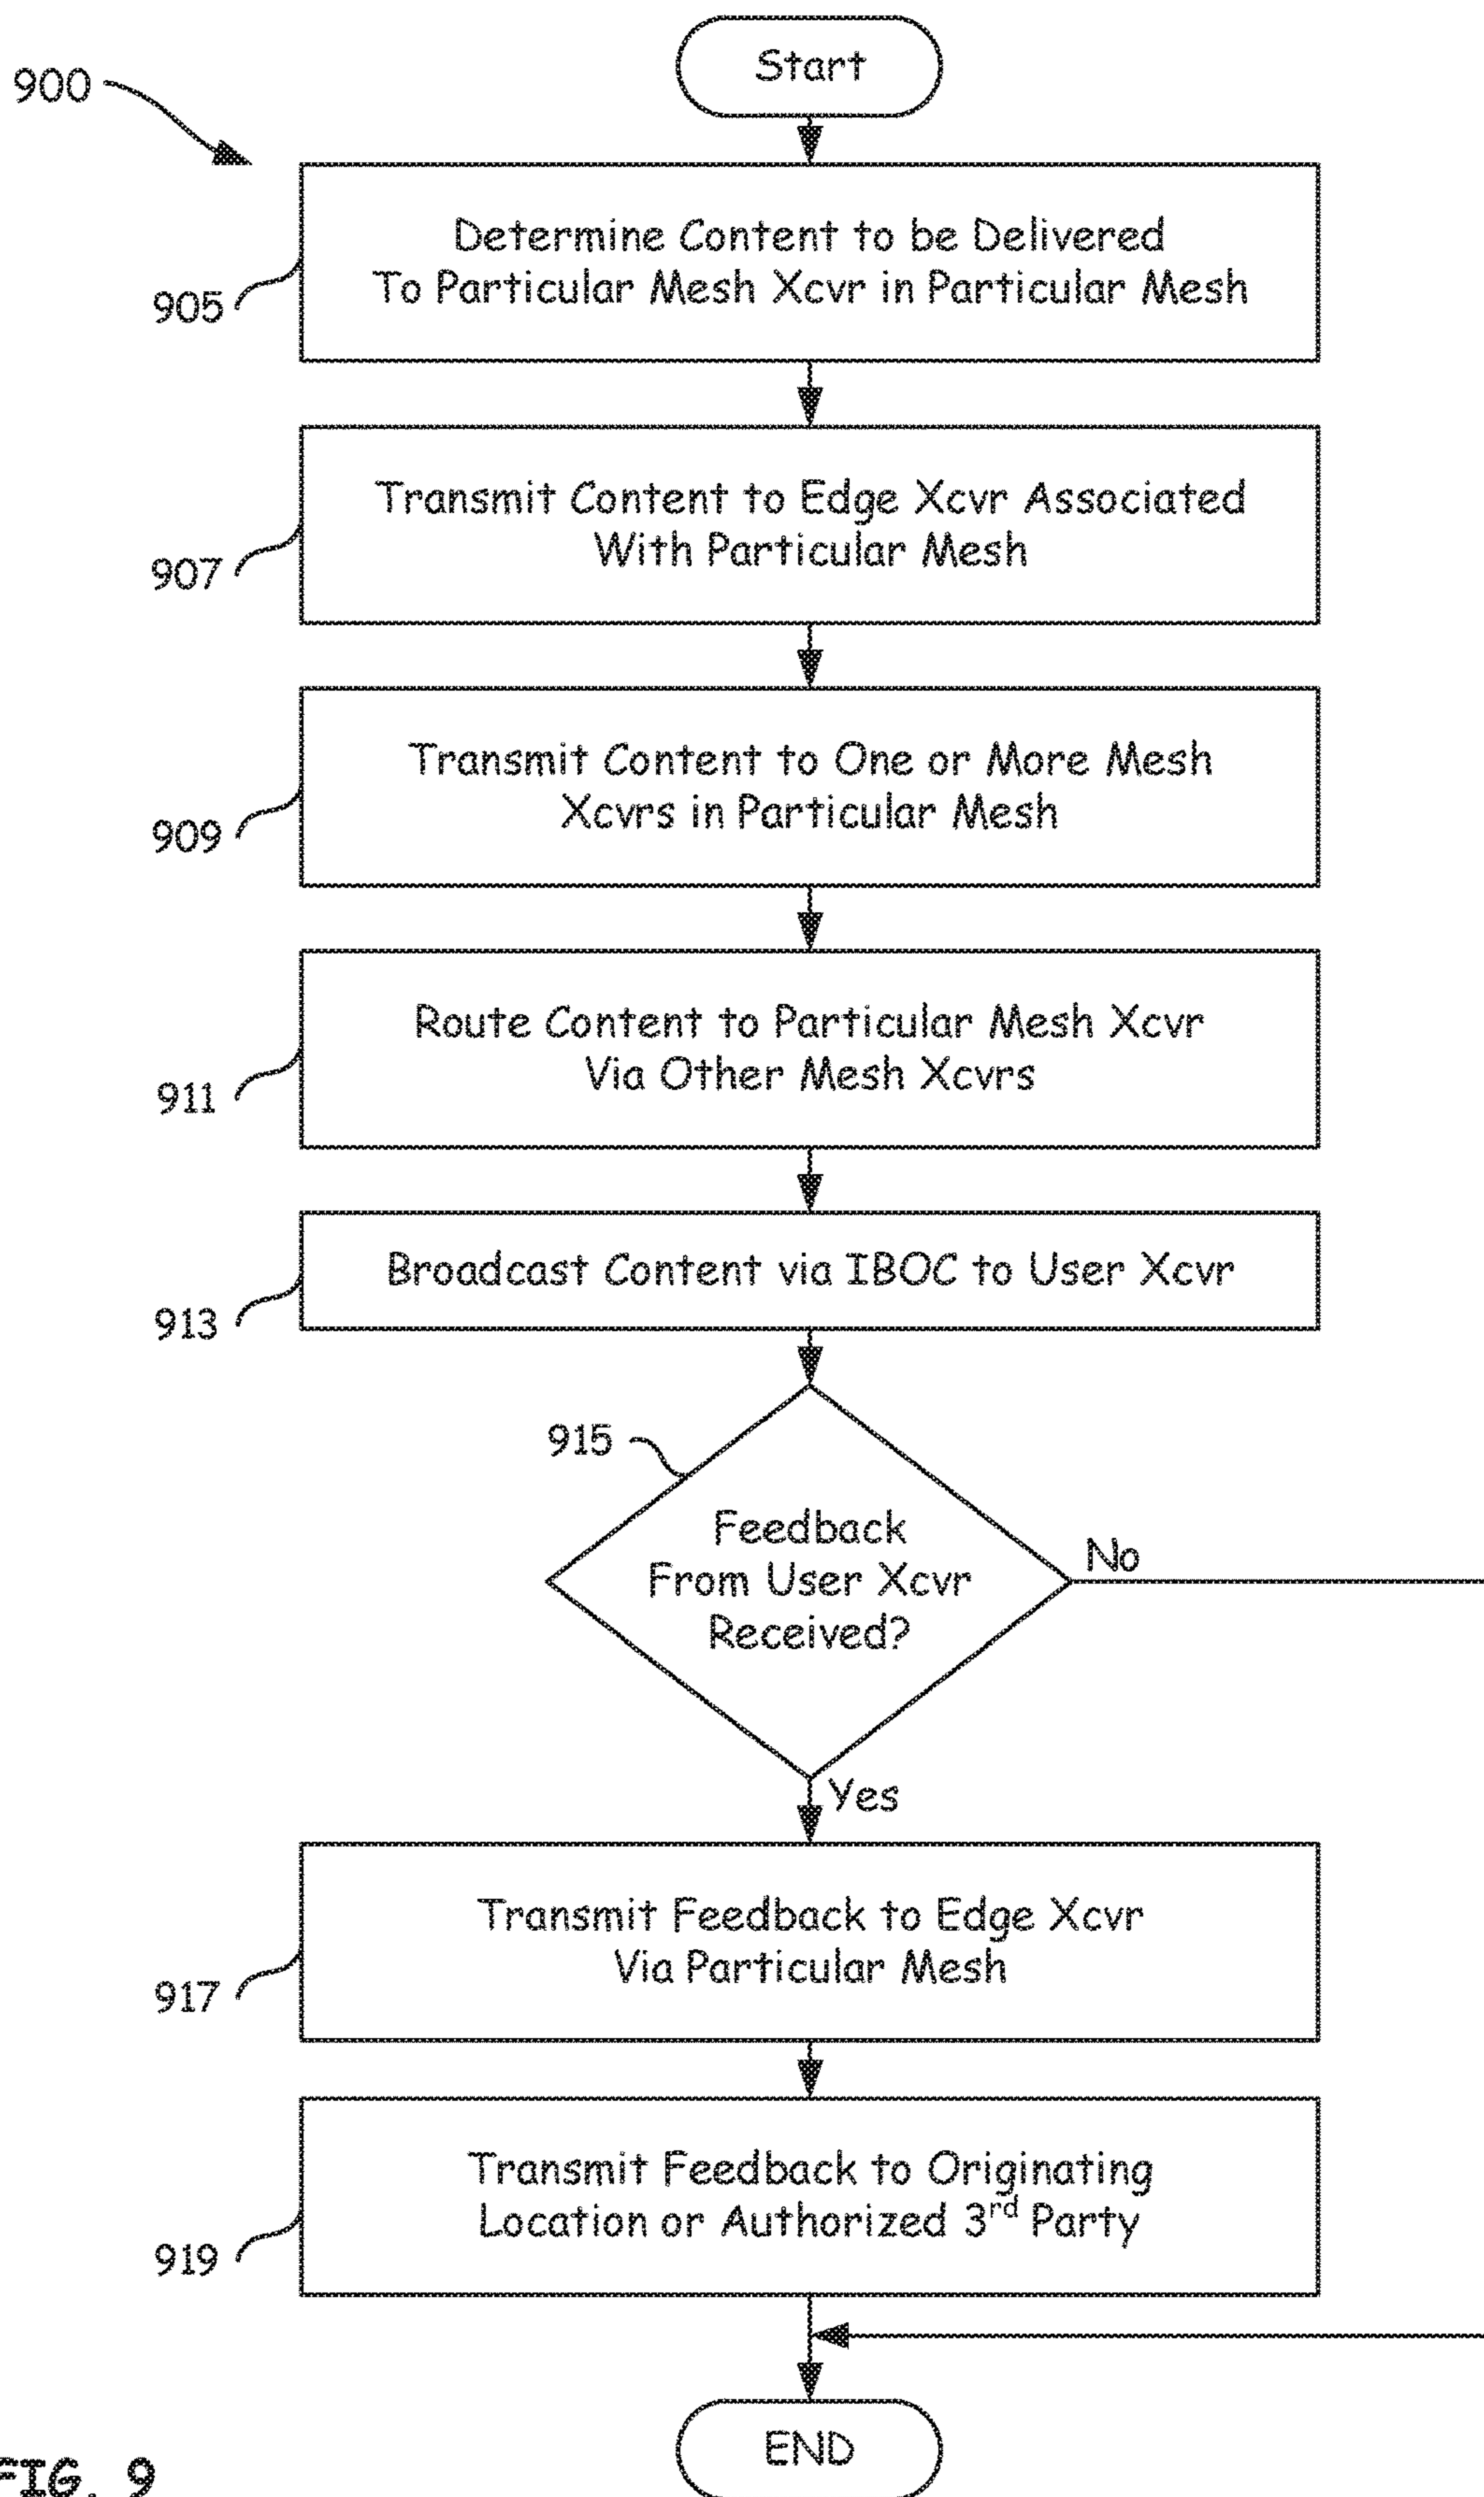 Start
900
Determine Content to be Delivered
To Particular Mesh Xcvr in Particular Mesh
905
Transmit Content to Edge Xcvr Associated
With Particular Mesh
907
Transmit Content to One or More Mesh
Xcvrs in Particular Mesh
909
Route Content to Particular Mesh Xcvr
Via Other Mesh Xcvrs
911
Broadcast Content via IBOC to User Xcvr
913
915
Feedback
From User Xcvr
Received?
No
Yes
Transmit Feedback to Edge Xcvr
Via Particular Mesh
917
Transmit Feedback to Originating
Location or Authorized 3rd Party
919
END
FIG. 9